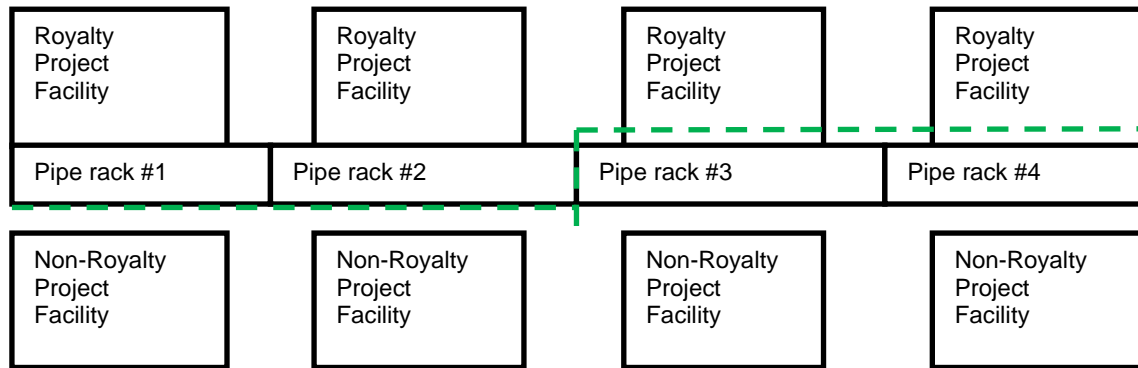 Royalty
Project
Facility
Royalty
Project
Facility
Royalty
Project
Facility
Royalty
Project
Facility
Pipe rack #1
Pipe rack #2
Pipe rack #3
Pipe rack #4
Non-Royalty
Project
Facility
Non-Royalty
Project
Facility
Non-Royalty
Project
Facility
Non-Royalty
Project
Facility